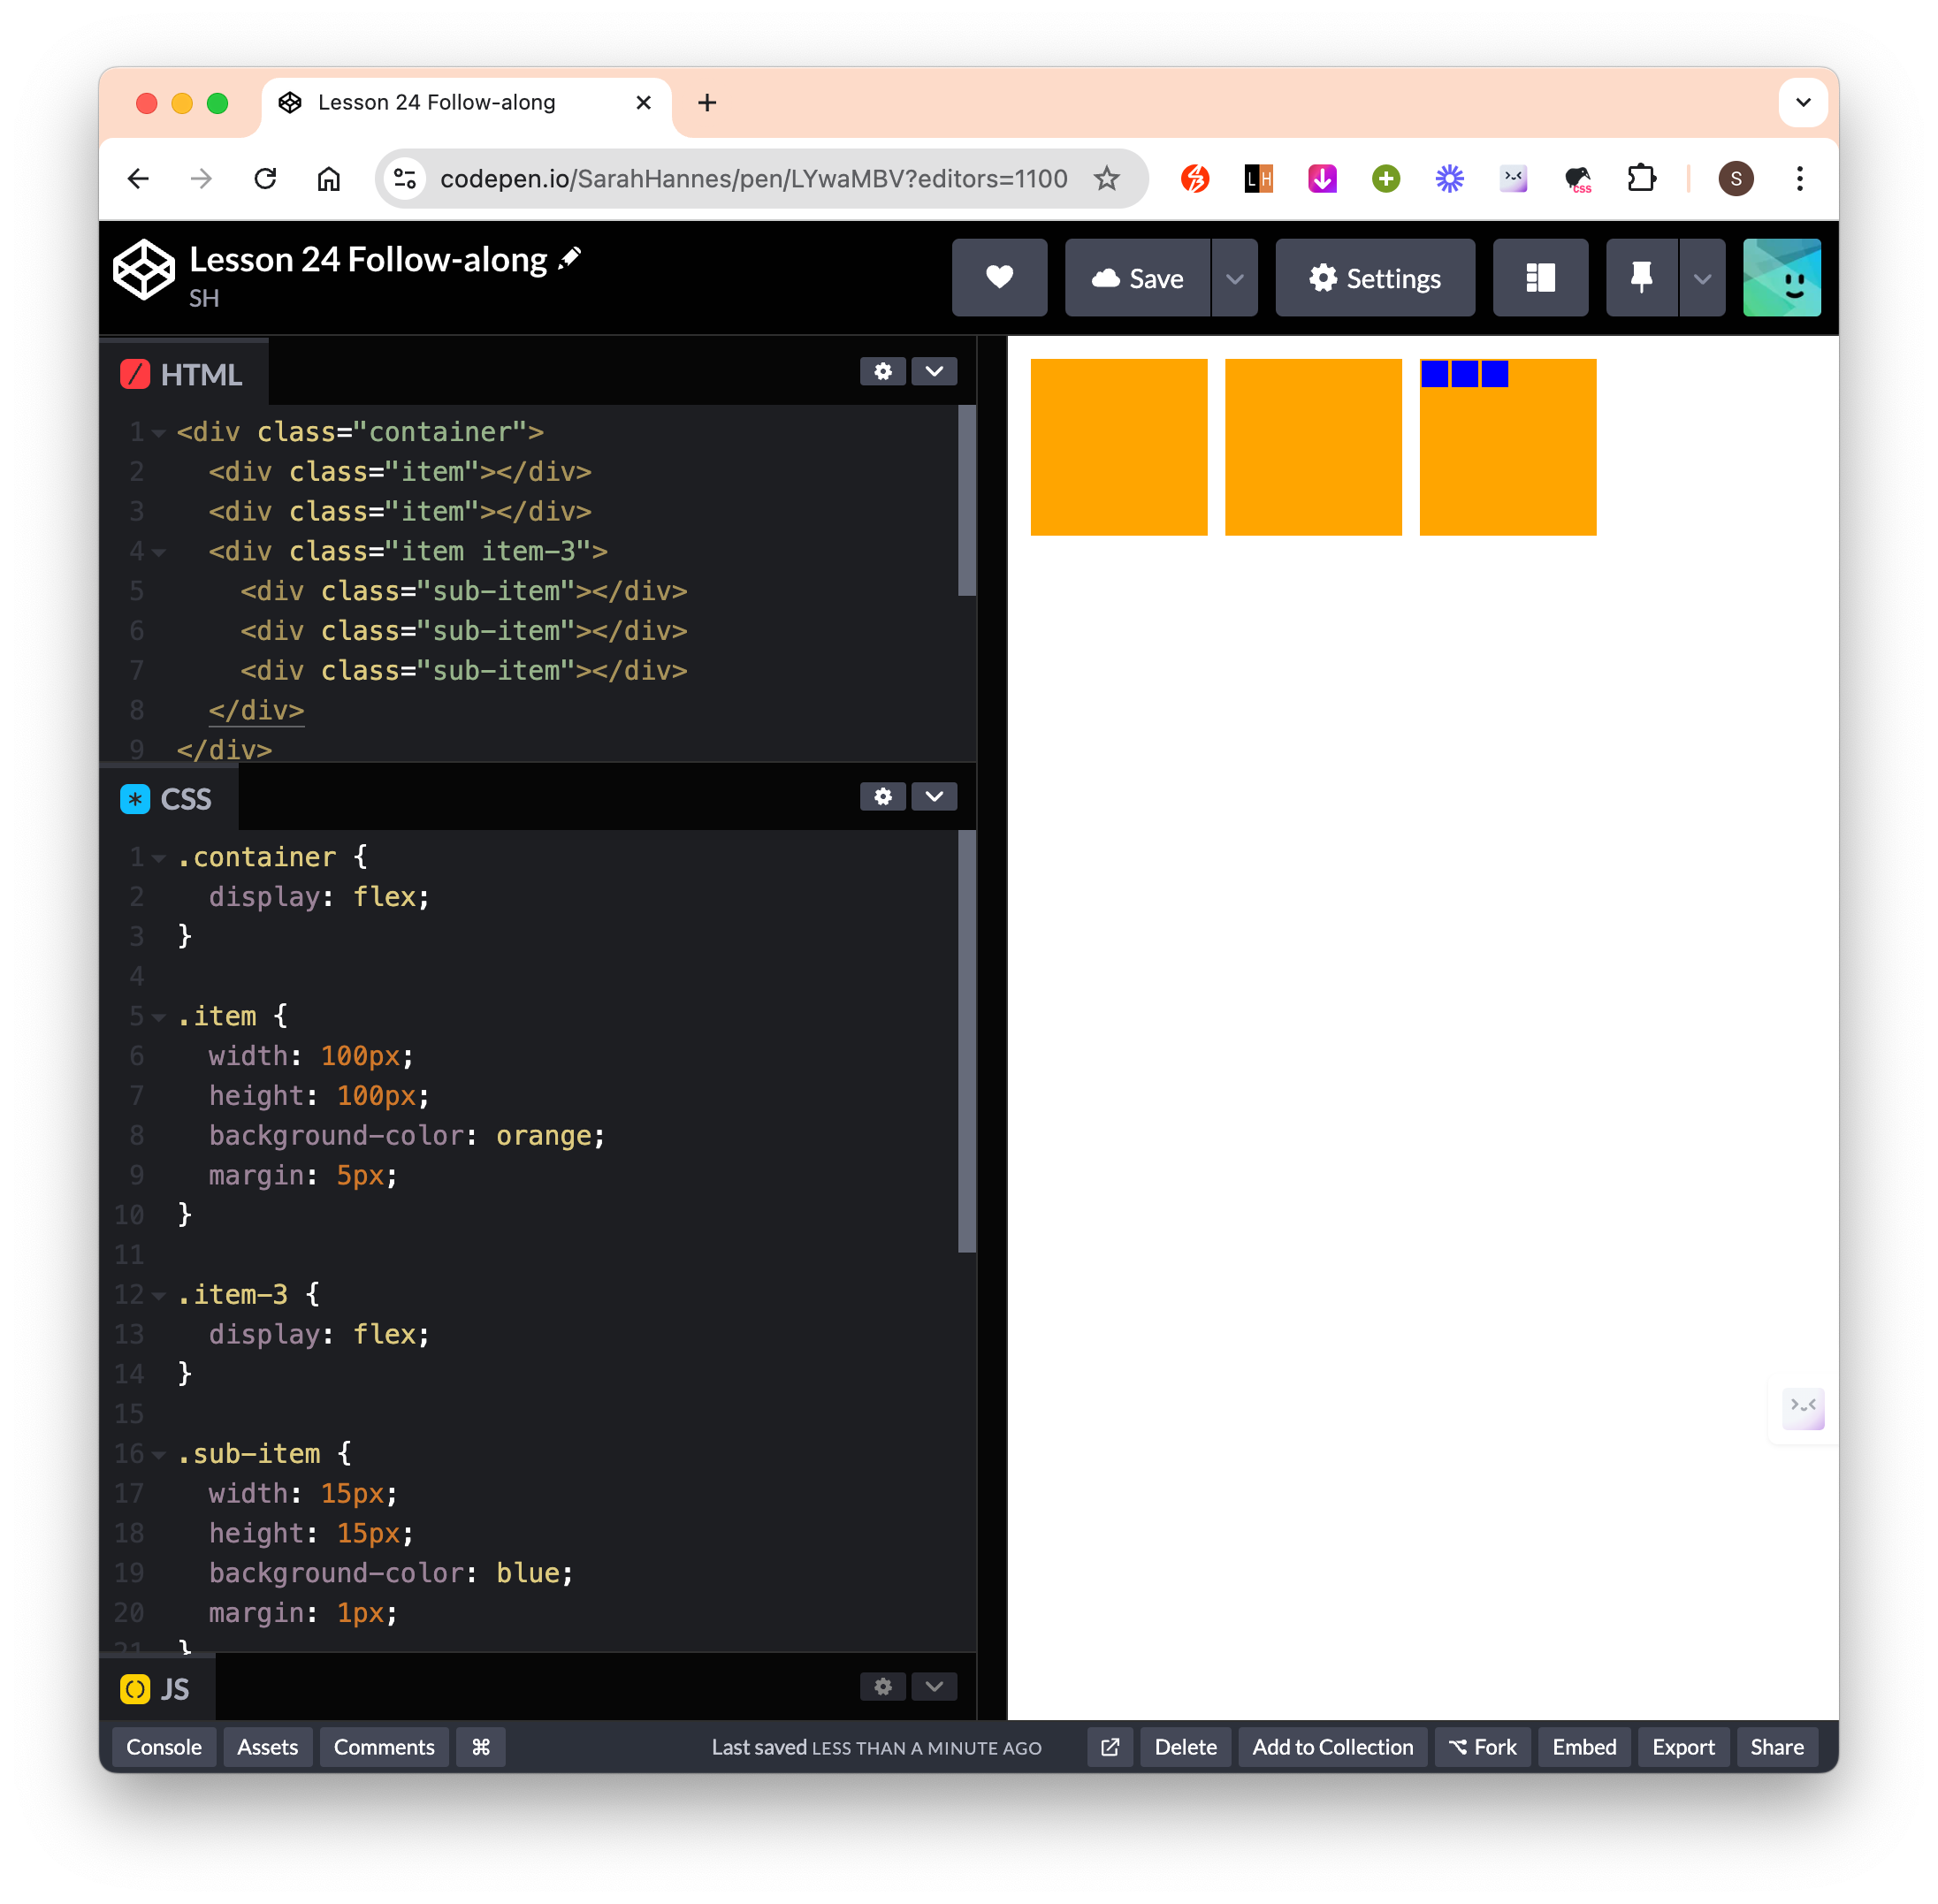 Lesson 24 Follow-along
codepen.io/SarahHannes/pen/LYwaMBV?editors=1100
LH
css
S
Lesson 24 Follow-along
SH
Save
Settings
HTML
1 <div class="container">
2 <div class="item"></div>
3 <div class="item"></div>
4 <div class="item item-3">
5 <div class="sub-item"></div>
6 <div class="sub-item"></div>
7 <div class="sub-item"></div>
8 </div>
9 </div>
CSS
1 .container {
2 display: flex;
3 }
4
5 .item {
6 width: 100px;
7 height: 100px;
8 background-color: orange;
9 margin: 5px;
10 }
11
12 .item-3 {
13 display: flex;
14 }
15
16 .sub-item {
17 width: 15px;
18 height: 15px;
19 background-color: blue;
20 margin: 1px;
21 }
JS
Console Assets Comments ⌘ Last saved LESS THAN A MINUTE AGO Delete Add to Collection Fork Embed Export Share